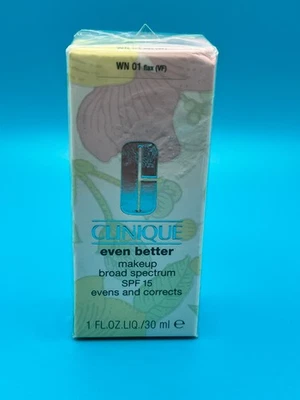 WN 01 flax (VF)
CLINIQUE
even better
makeup
broad spectrum
SPF 15
evens and corrects
1 FL.OZ.LIQ./30 ml e